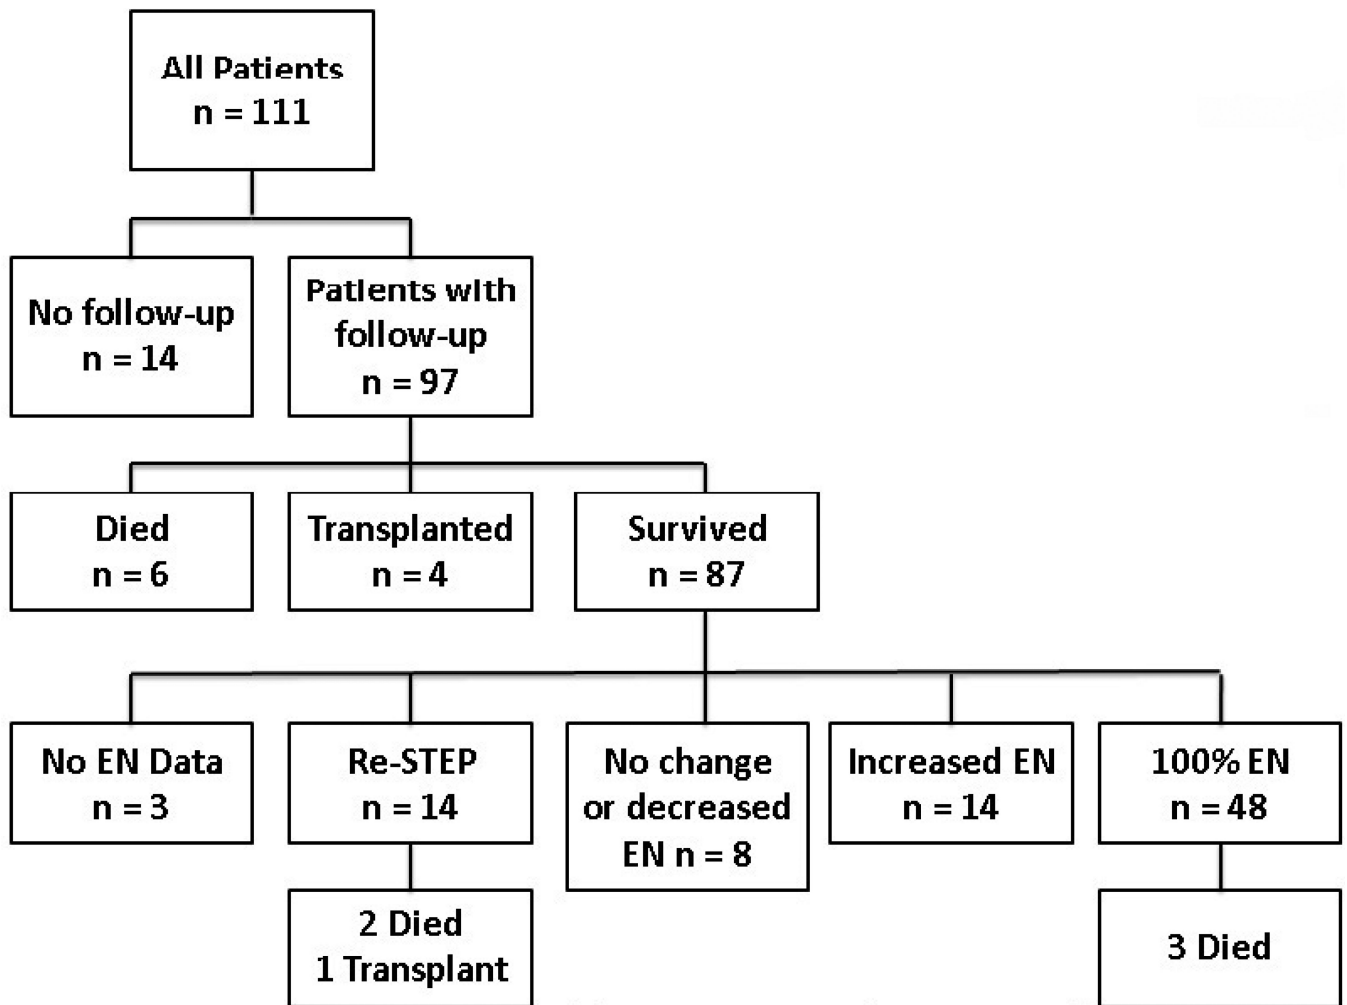 All Patients
n = 111
No follow-up
n = 14
Patients with
follow-up
n = 97
Died
n = 6
Transplanted
n = 4
Survived
n = 87
No EN Data
n = 3
Re-STEP
n = 14
No change
or decreased
EN n = 8
Increased EN
n = 14
100% EN
n = 48
2 Died
1 Transplant
3 Died